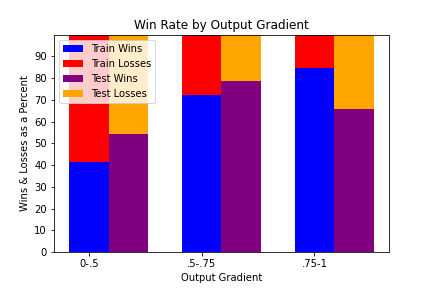 Win Rate by Output Gradient
Train Wins
Train Losses
Test Wins
Test Losses
Wins & Losses as a Percent
90
80
70
60
50
40
30
20
10
0
0-.5
.5-.75
.75-1
Output Gradient